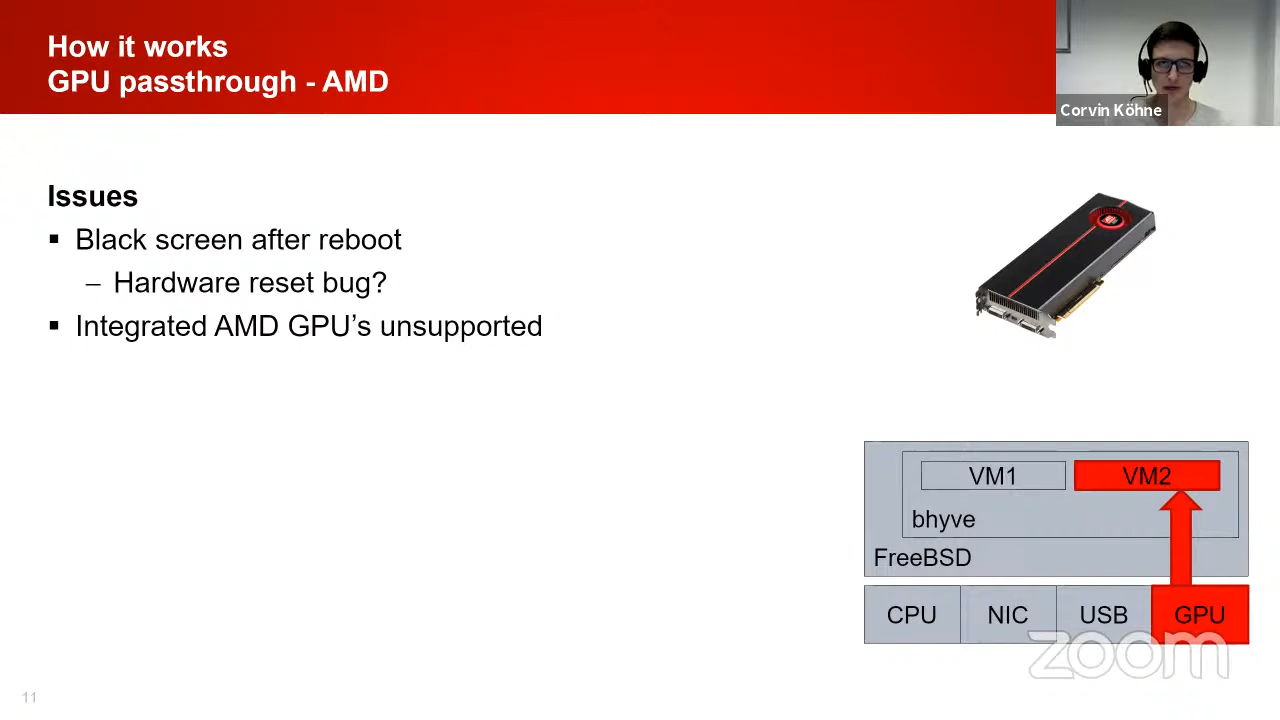 How it works
GPU passthrough - AMD
Corvin Köhne
Issues
▪ Black screen after reboot
– Hardware reset bug?
▪ Integrated AMD GPU's unsupported
VM1 VM2
bhyve
FreeBSD
CPU NIC USB GPU
zoom
11